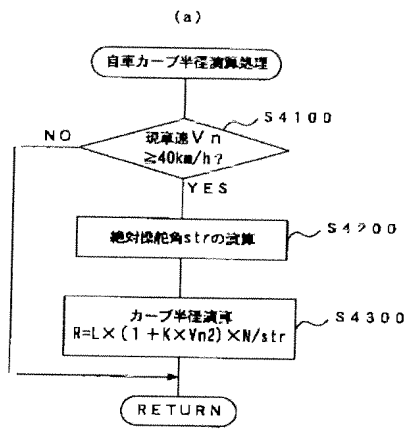 (a)
自車カーブ半径演算処理
S4100
NO
現車速Vn
≧40km/h?
YES
絶対操舵角strの演算
S4200
カーブ半径演算
R=L×(1+K×Vn2)×N/str
S4300
RETURN